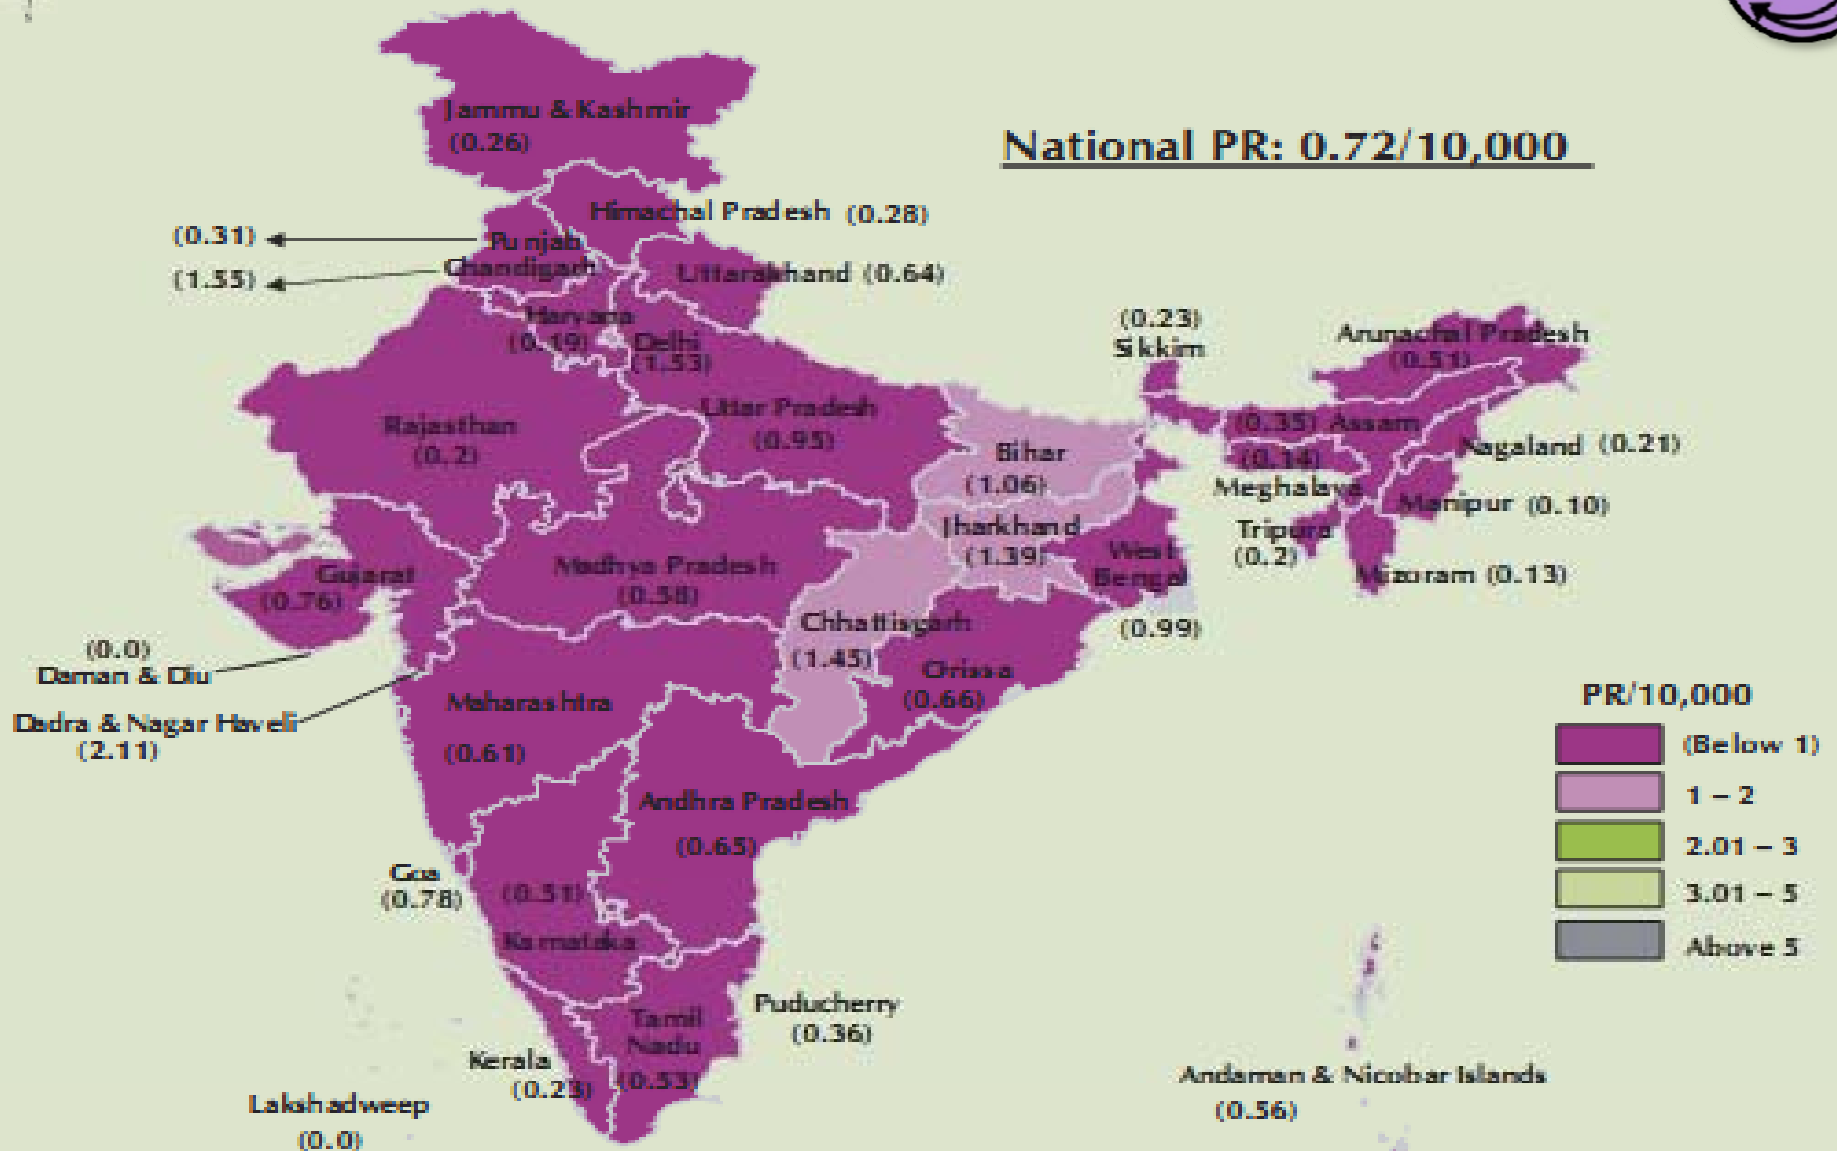 Jammu & Kashmir
(0.26)
National PR: 0.72/10,000
Himachal Pradesh (0.28)
(0.31)
Punjab
(1.55)
Chandigarh
Uttarakhand (0.64)
Haryana
(0.19)
Delhi
(1.53)
(0.23)
Sikkim
Arunachal Pradesh
(0.51)
Rajasthan
(0.2)
Uttar Pradesh
(0.95)
Bihar
(1.06)
(0.35) Assam
Nagaland (0.21)
(0.14)
Meghalaya
Manipur (0.10)
Tripura
(0.2)
Mizoram (0.13)
Jharkhand
(1.39)
West
Bengal
(0.99)
Gujarat
(0.76)
Madhya Pradesh
(0.58)
Chhattisgarh
(1.45)
Orissa
(0.66)
(0.0)
Daman & Diu
Dadra & Nagar Haveli
(2.11)
Maharashtra
(0.61)
PR/10,000
(Below 1)
1 – 2
2.01 – 3
3.01 – 5
Above 5
Andhra Pradesh
(0.65)
Goa
(0.78)
(0.51)
Karnataka
Puducherry
(0.36)
Tamil
Nadu
(0.53)
Kerala
(0.23)
Lakshadweep
(0.0)
Andaman & Nicobar Islands
(0.56)